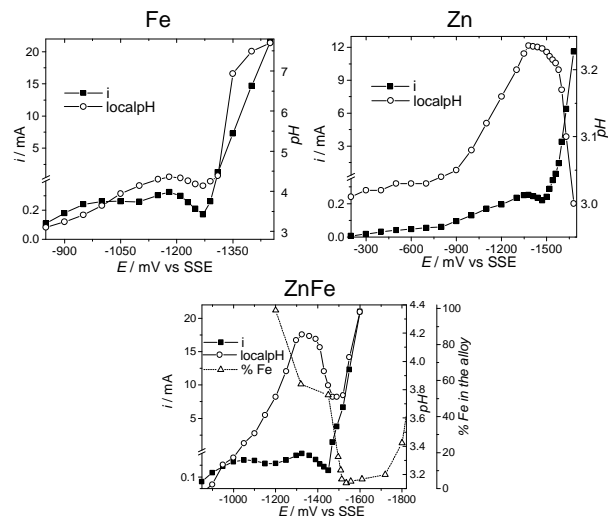 Fe
20
15
10
5
0.2
0.0
i / mA
i
localpH
7
6
5
4
3
pH
-900
-1050
-1200
-1350
E / mV vs SSE
Zn
12
9
6
3
0.2
0.0
i / mA
i
localpH
3.2
3.1
3.0
pH
-300
-600
-900
-1200
-1500
E / mV vs SSE
ZnFe
20
15
10
5
0.1
i / mA
i
localpH
% Fe
4.4
4.2
4.0
3.8
3.6
3.4
3.2
pH
100
80
60
40
20
0
% Fe in the alloy
-1000
-1200
-1400
-1600
-1800
E / mV vs SSE